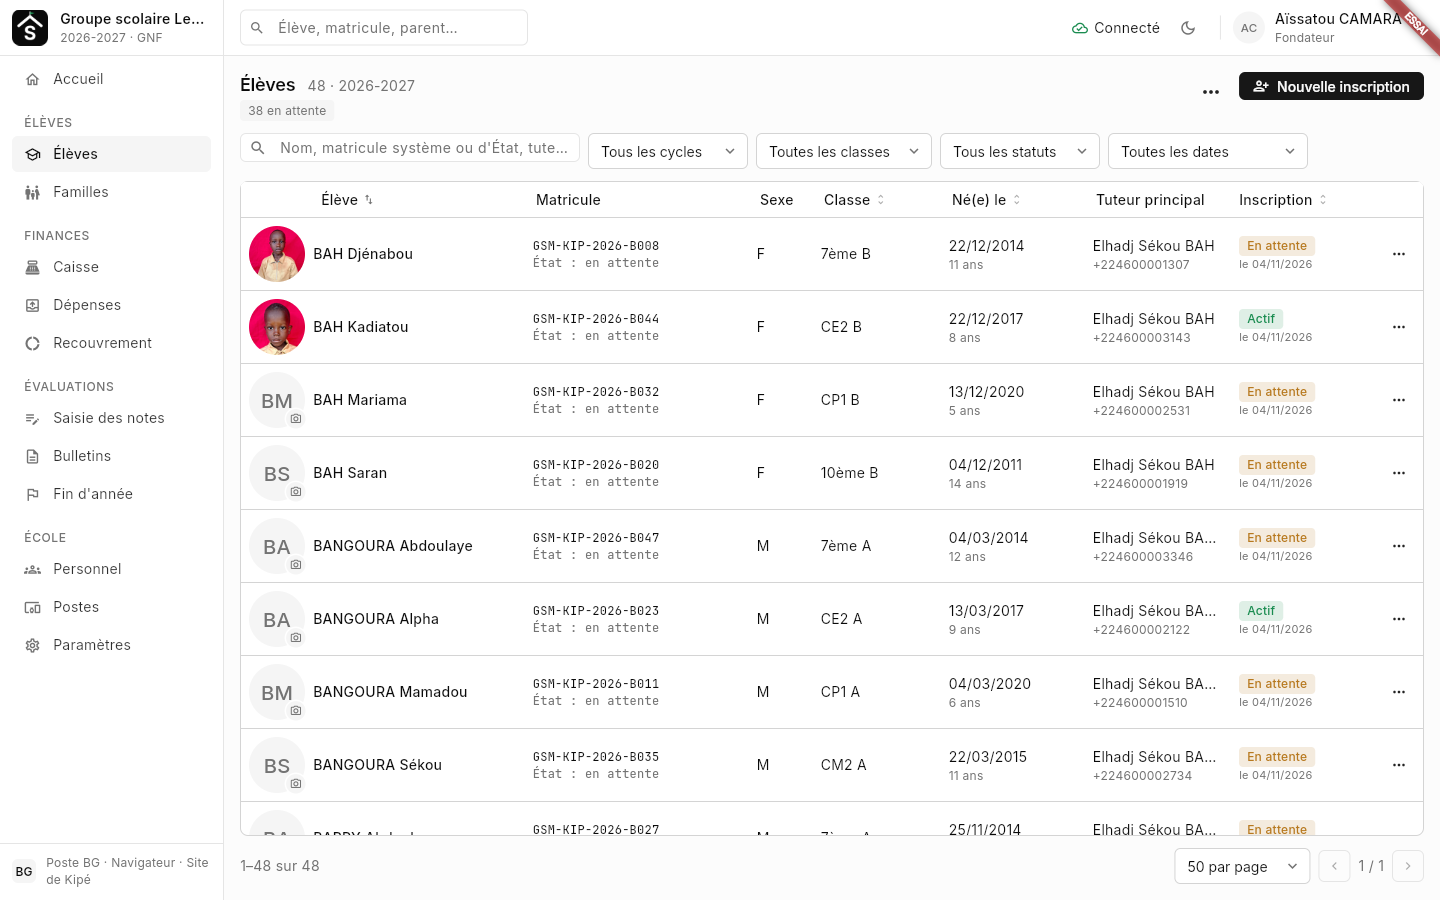 Groupe scolaire Le...
2026-2027 · GNF
Élève, matricule, parent...
Connecté
AC
Aïssatou CAMARA
Fondateur
ESSAI
Accueil
ÉLÈVES
Élèves
Familles
FINANCES
Caisse
Dépenses
Recouvrement
ÉVALUATIONS
Saisie des notes
Bulletins
Fin d'année
ÉCOLE
Personnel
Postes
Paramètres
BG
Poste BG · Navigateur · Site
de Kipé
Élèves 48 · 2026-2027
38 en attente
Nouvelle inscription
Nom, matricule système ou d'État, tute...
Tous les cycles
Toutes les classes
Tous les statuts
Toutes les dates
Élève Matricule Sexe Classe Né(e) le Tuteur principal Inscription
BAH Djénabou GSM-KIP-2026-B008 F 7ème B 22/12/2014 Elhadj Sékou BAH En attente
État : en attente 11 ans +224600001307 le 04/11/2026
BAH Kadiatou GSM-KIP-2026-B044 F CE2 B 22/12/2017 Elhadj Sékou BAH Actif
État : en attente 8 ans +224600003143 le 04/11/2026
BM BAH Mariama GSM-KIP-2026-B032 F CP1 B 13/12/2020 Elhadj Sékou BAH En attente
État : en attente 5 ans +224600002531 le 04/11/2026
BS BAH Saran GSM-KIP-2026-B020 F 10ème B 04/12/2011 Elhadj Sékou BAH En attente
État : en attente 14 ans +224600001919 le 04/11/2026
BA BANGOURA Abdoulaye GSM-KIP-2026-B047 M 7ème A 04/03/2014 Elhadj Sékou BA... En attente
État : en attente 12 ans +224600003346 le 04/11/2026
BA BANGOURA Alpha GSM-KIP-2026-B023 M CE2 A 13/03/2017 Elhadj Sékou BA... Actif
État : en attente 9 ans +224600002122 le 04/11/2026
BM BANGOURA Mamadou GSM-KIP-2026-B011 M CP1 A 04/03/2020 Elhadj Sékou BA... En attente
État : en attente 6 ans +224600001510 le 04/11/2026
BS BANGOURA Sékou GSM-KIP-2026-B035 M CM2 A 22/03/2015 Elhadj Sékou BA... En attente
État : en attente 11 ans +224600002734 le 04/11/2026
GSM-KIP-2026-B027 25/11/2014 Elhadj Sékou BA... En attente
1–48 sur 48
50 par page
1 / 1